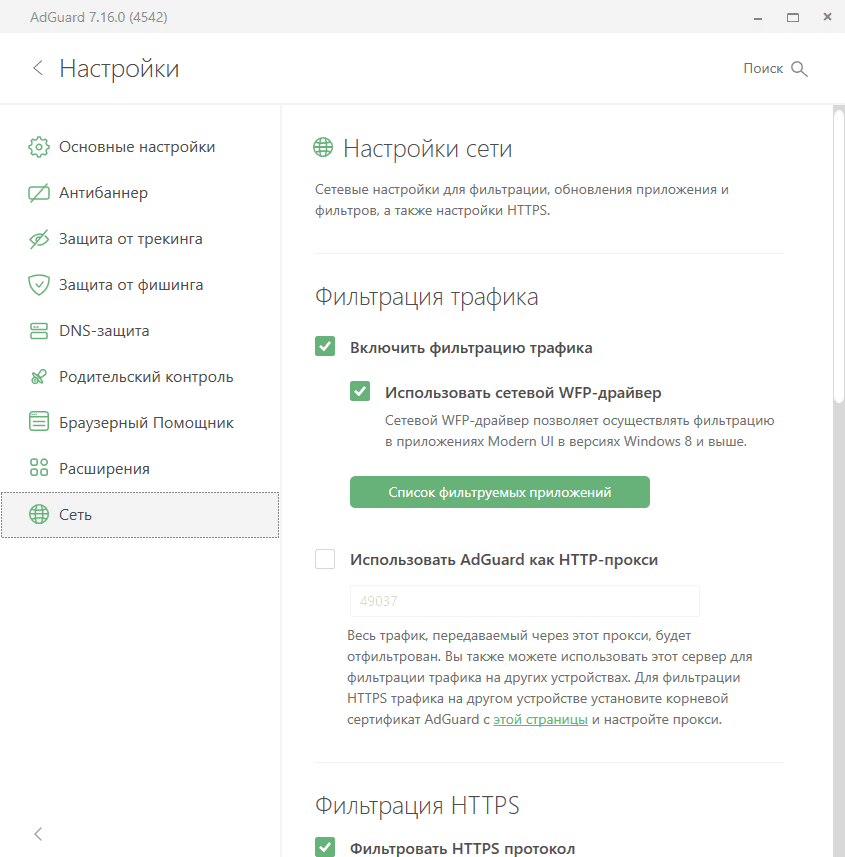 AdGuard 7.16.0 (4542)
Настройки
Поиск
Основные настройки
Антибаннер
Защита от трекинга
Защита от фишинга
DNS-защита
Родительский контроль
Браузерный Помощник
Расширения
Сеть
Настройки сети
Сетевые настройки для фильтрации, обновления приложения и
фильтров, а также настройки HTTPS.
Фильтрация трафика
Включить фильтрацию трафика
Использовать сетевой WFP-драйвер
Сетевой WFP-драйвер позволяет осуществлять фильтрацию
в приложениях Modern UI в версиях Windows 8 и выше.
Список фильтруемых приложений
Использовать AdGuard как HTTP-прокси
49037
Весь трафик, передаваемый через этот прокси, будет
отфильтрован. Вы также можете использовать этот сервер для
фильтрации трафика на других устройствах. Для фильтрации
HTTPS трафика на другом устройстве установите корневой
сертификат AdGuard с этой страницы и настройте прокси.
Фильтрация HTTPS
Фильтровать HTTPS протокол